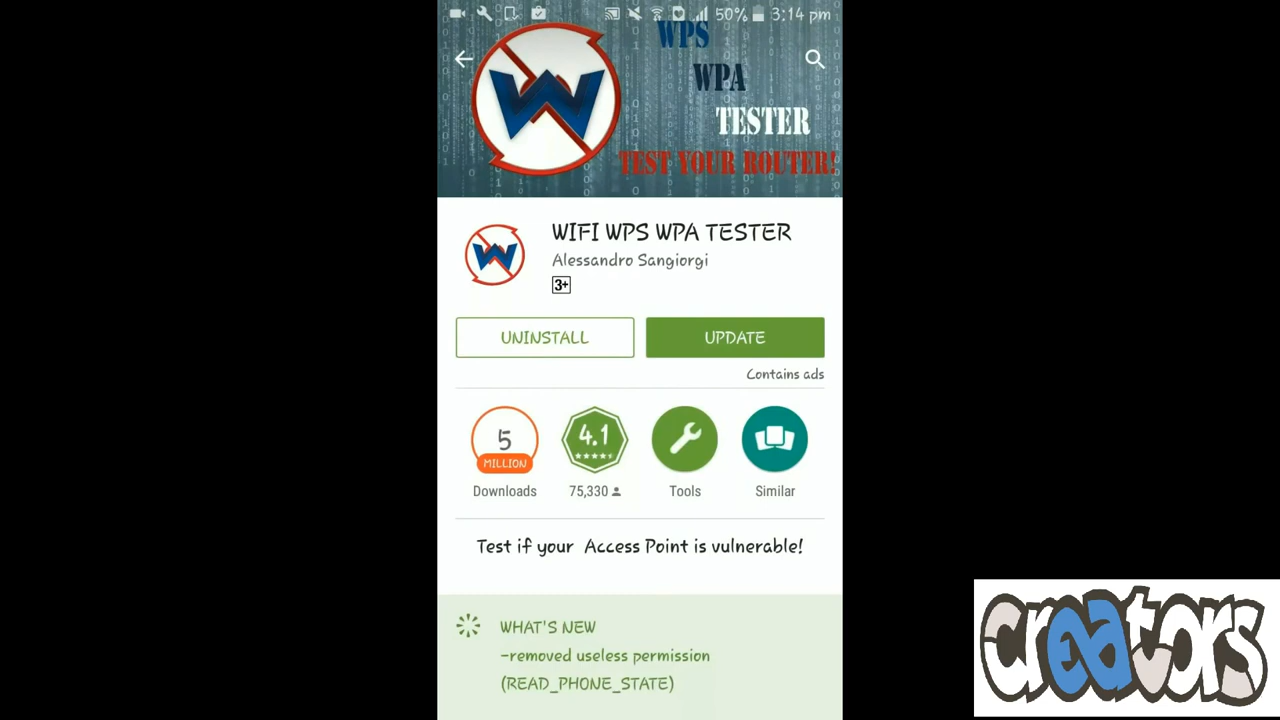 50% 3:14 pm
WPS
WPA
TESTER
TEST YOUR ROUTER!
WIFI WPS WPA TESTER
Alessandro Sangiorgi
3+
UNINSTALL
UPDATE
Contains ads
5
MILLION
4.1
Downloads
75,330
Tools
Similar
Test if your Access Point is vulnerable!
WHAT'S NEW
-removed useless permission
(READ_PHONE_STATE)
creators